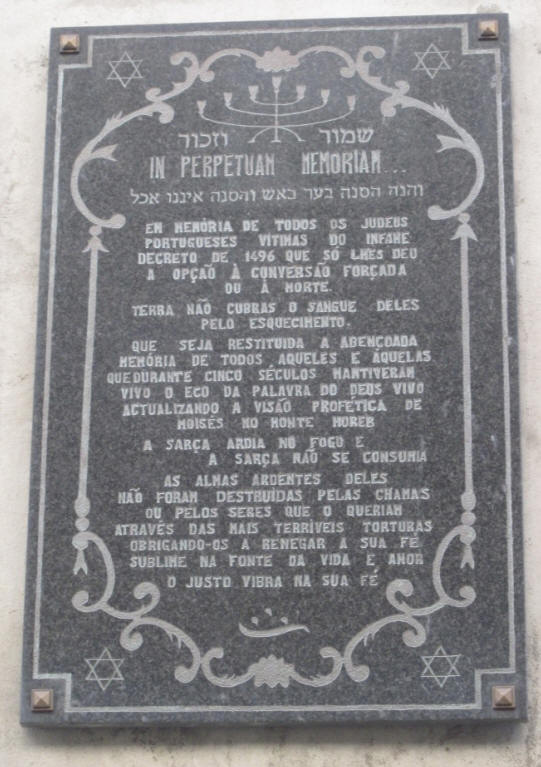 שמור וזכור
IN PERPETUAM MEMORIAM...
והנה הסנה בער באש והסנה איננו אכל
EM MEMÓRIA DE TODOS OS JUDEUS
PORTUGUESES VÍTIMAS DO INFAME
DECRETO DE 1496 QUE SÓ LHES DEU
A OPÇAÕ À CONVERSÃO FORÇADA
OU À MORTE.
TERRA NÃO CUBRAS O SANGUE DELES
PELO ESQUECIMENTO.
QUE SEJA RESTITUIDA A ABENÇOADA
MEMÓRIA DE TODOS AQUELES E ÀQUELAS
QUE DURANTE CINCO SÉCULOS MANTIVERAM
VIVO O ECO DA PALAVRA DO DEUS VIVO
ACTUALIZANDO A VISÃO PROFÉTICA DE
MOISÉS NO MONTE HOREB
A SARÇA ARDIA NO FOGO E
A SARÇA NÃO SE CONSUMIA
AS ALMAS ARDENTES DELES
NÃO FORAM DESTRUÍDAS PELAS CHAMAS
OU PELOS SERES QUE O QUERIAM
ATRAVÉS DAS MAIS TERRÍVEIS TORTURAS
OBRIGANDO-OS A RENEGAR A SUA FÉ
SUBLIME NA FONTE DA VIDA E AMOR
O JUSTO VIBRA NA SUA FÉ